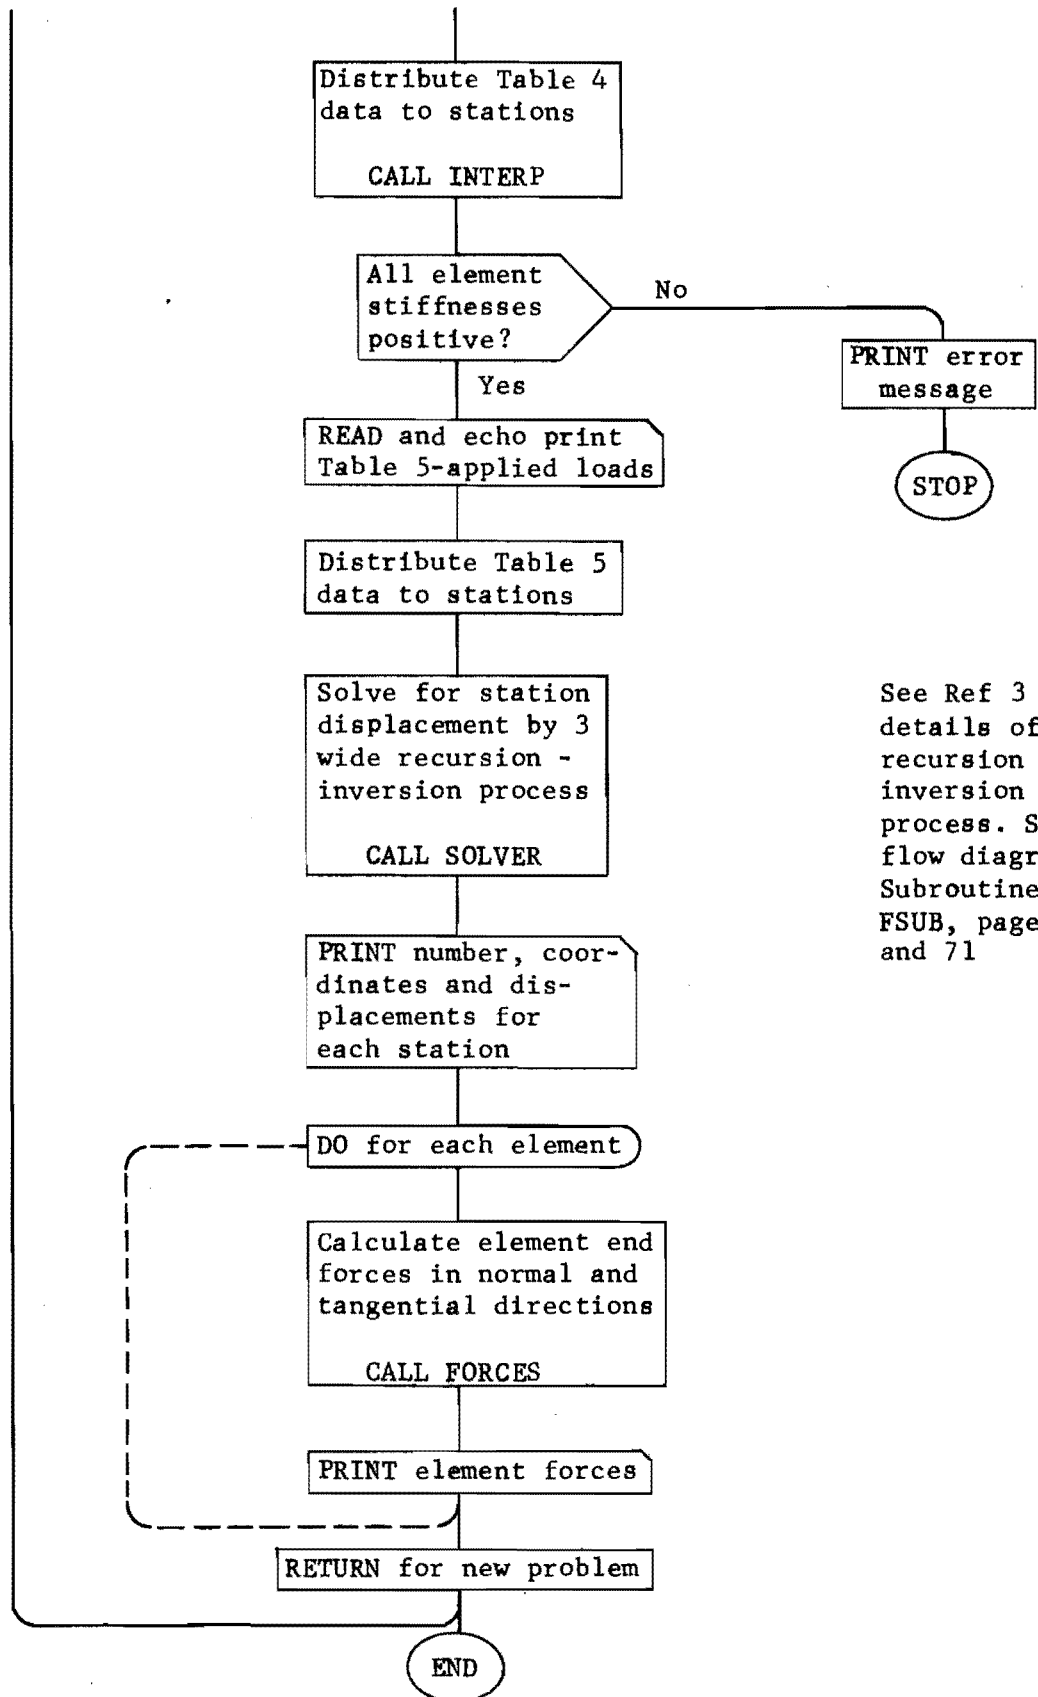 Distribute Table 4
data to stations
CALL INTERP
All element
stiffnesses
positive?
No
PRINT error
message
Yes
STOP
READ and echo print
Table 5-applied loads
Distribute Table 5
data to stations
Solve for station
displacement by 3
wide recursion -
inversion process
CALL SOLVER
See Ref 3
details of
recursion
inversion
process. S
flow diagr
Subroutine
FSUB, page
and 71
PRINT number, coor-
dinates and dis-
placements for
each station
DO for each element
Calculate element end
forces in normal and
tangential directions
CALL FORCES
PRINT element forces
RETURN for new problem
END